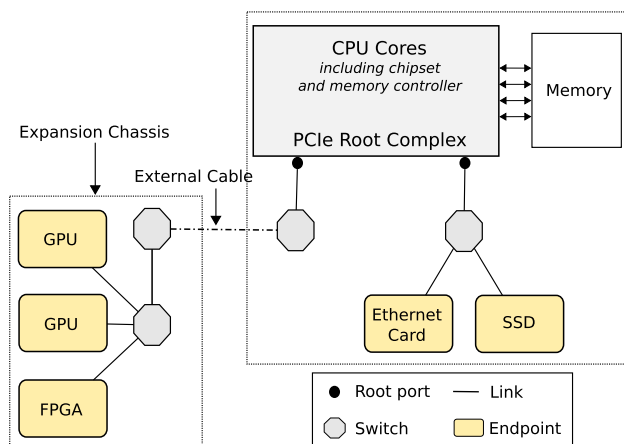 CPU Cores
including chipset
and memory controller
PCIe Root Complex
Memory
Expansion Chassis
External Cable
GPU
GPU
FPGA
Ethernet
Card
SSD
Root port
Link
Switch
Endpoint